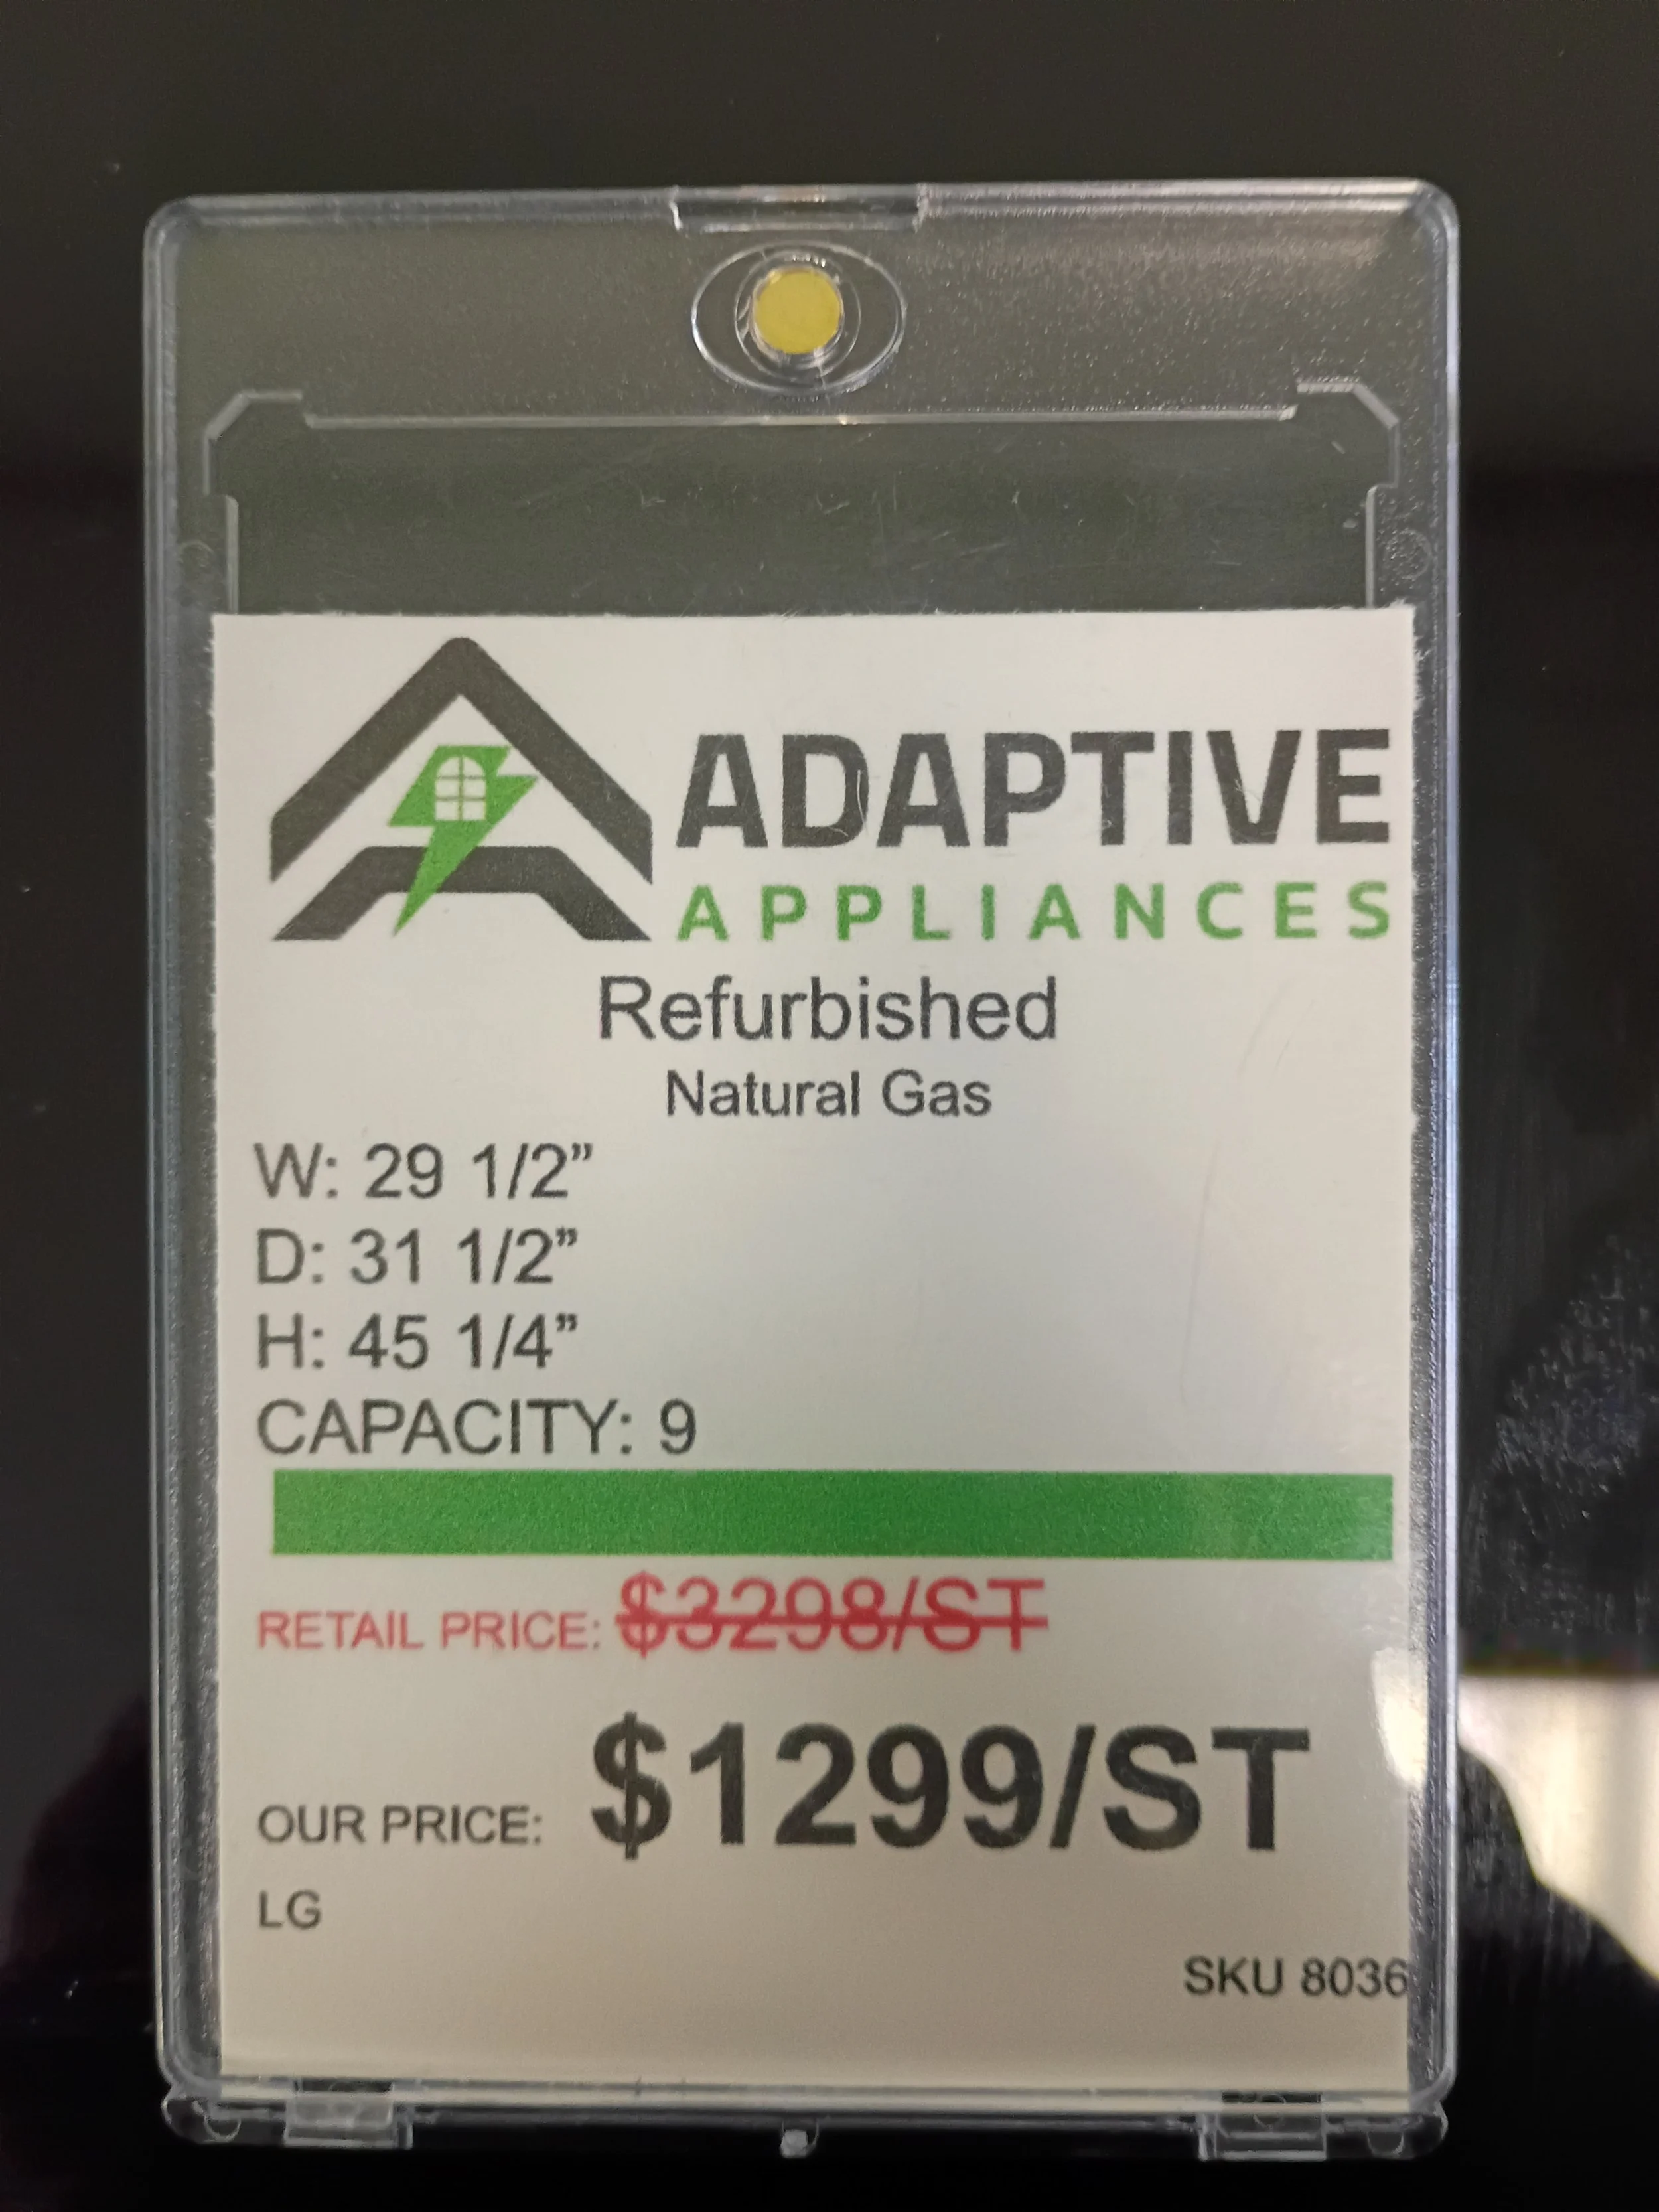 ADAPTIVE
APPLIANCES
Refurbished
Natural Gas
W: 29 1/2”
D: 31 1/2”
H: 45 1/4”
CAPACITY: 9
RETAIL PRICE: $3298/ST
OUR PRICE: $1299/ST
LG
SKU 8036